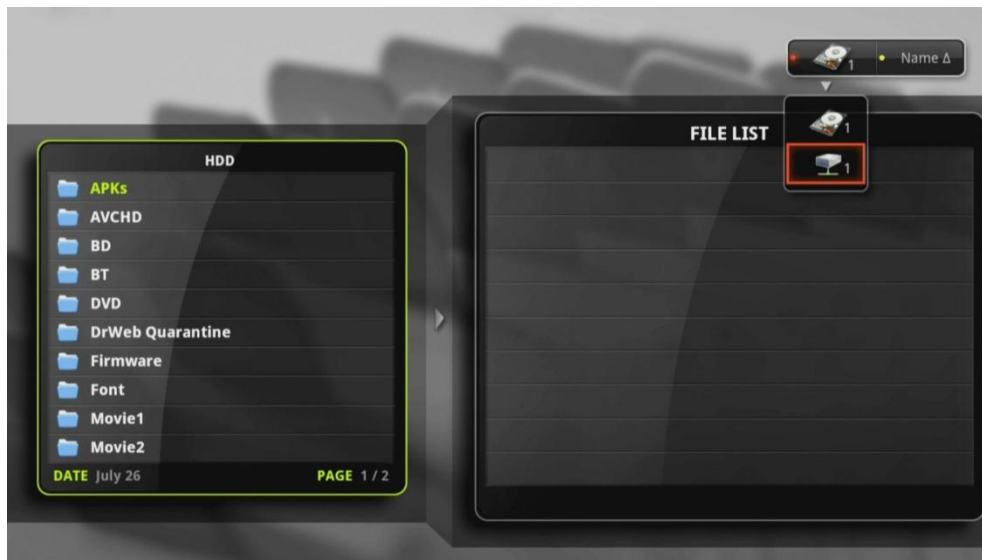 1 Name Δ
1
1
FILE LIST
HDD
APKs
AVCHD
BD
BT
DVD
DrWeb Quarantine
Firmware
Font
Movie1
Movie2
DATE July 26 PAGE 1 / 2